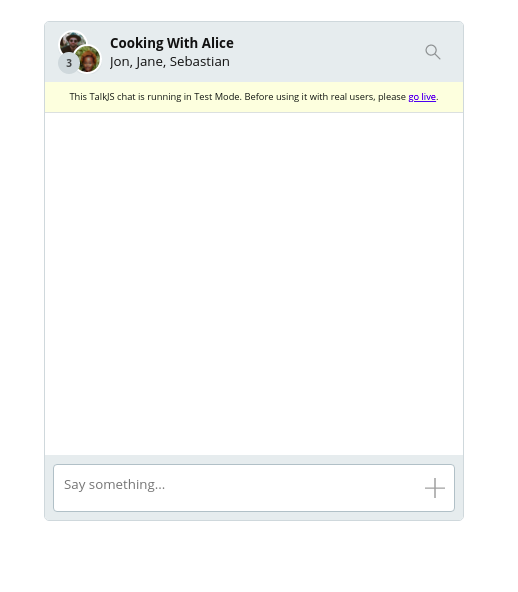 Cooking With Alice
Jon, Jane, Sebastian
3
This TalkJS chat is running in Test Mode. Before using it with real users, please go live.
Say something...